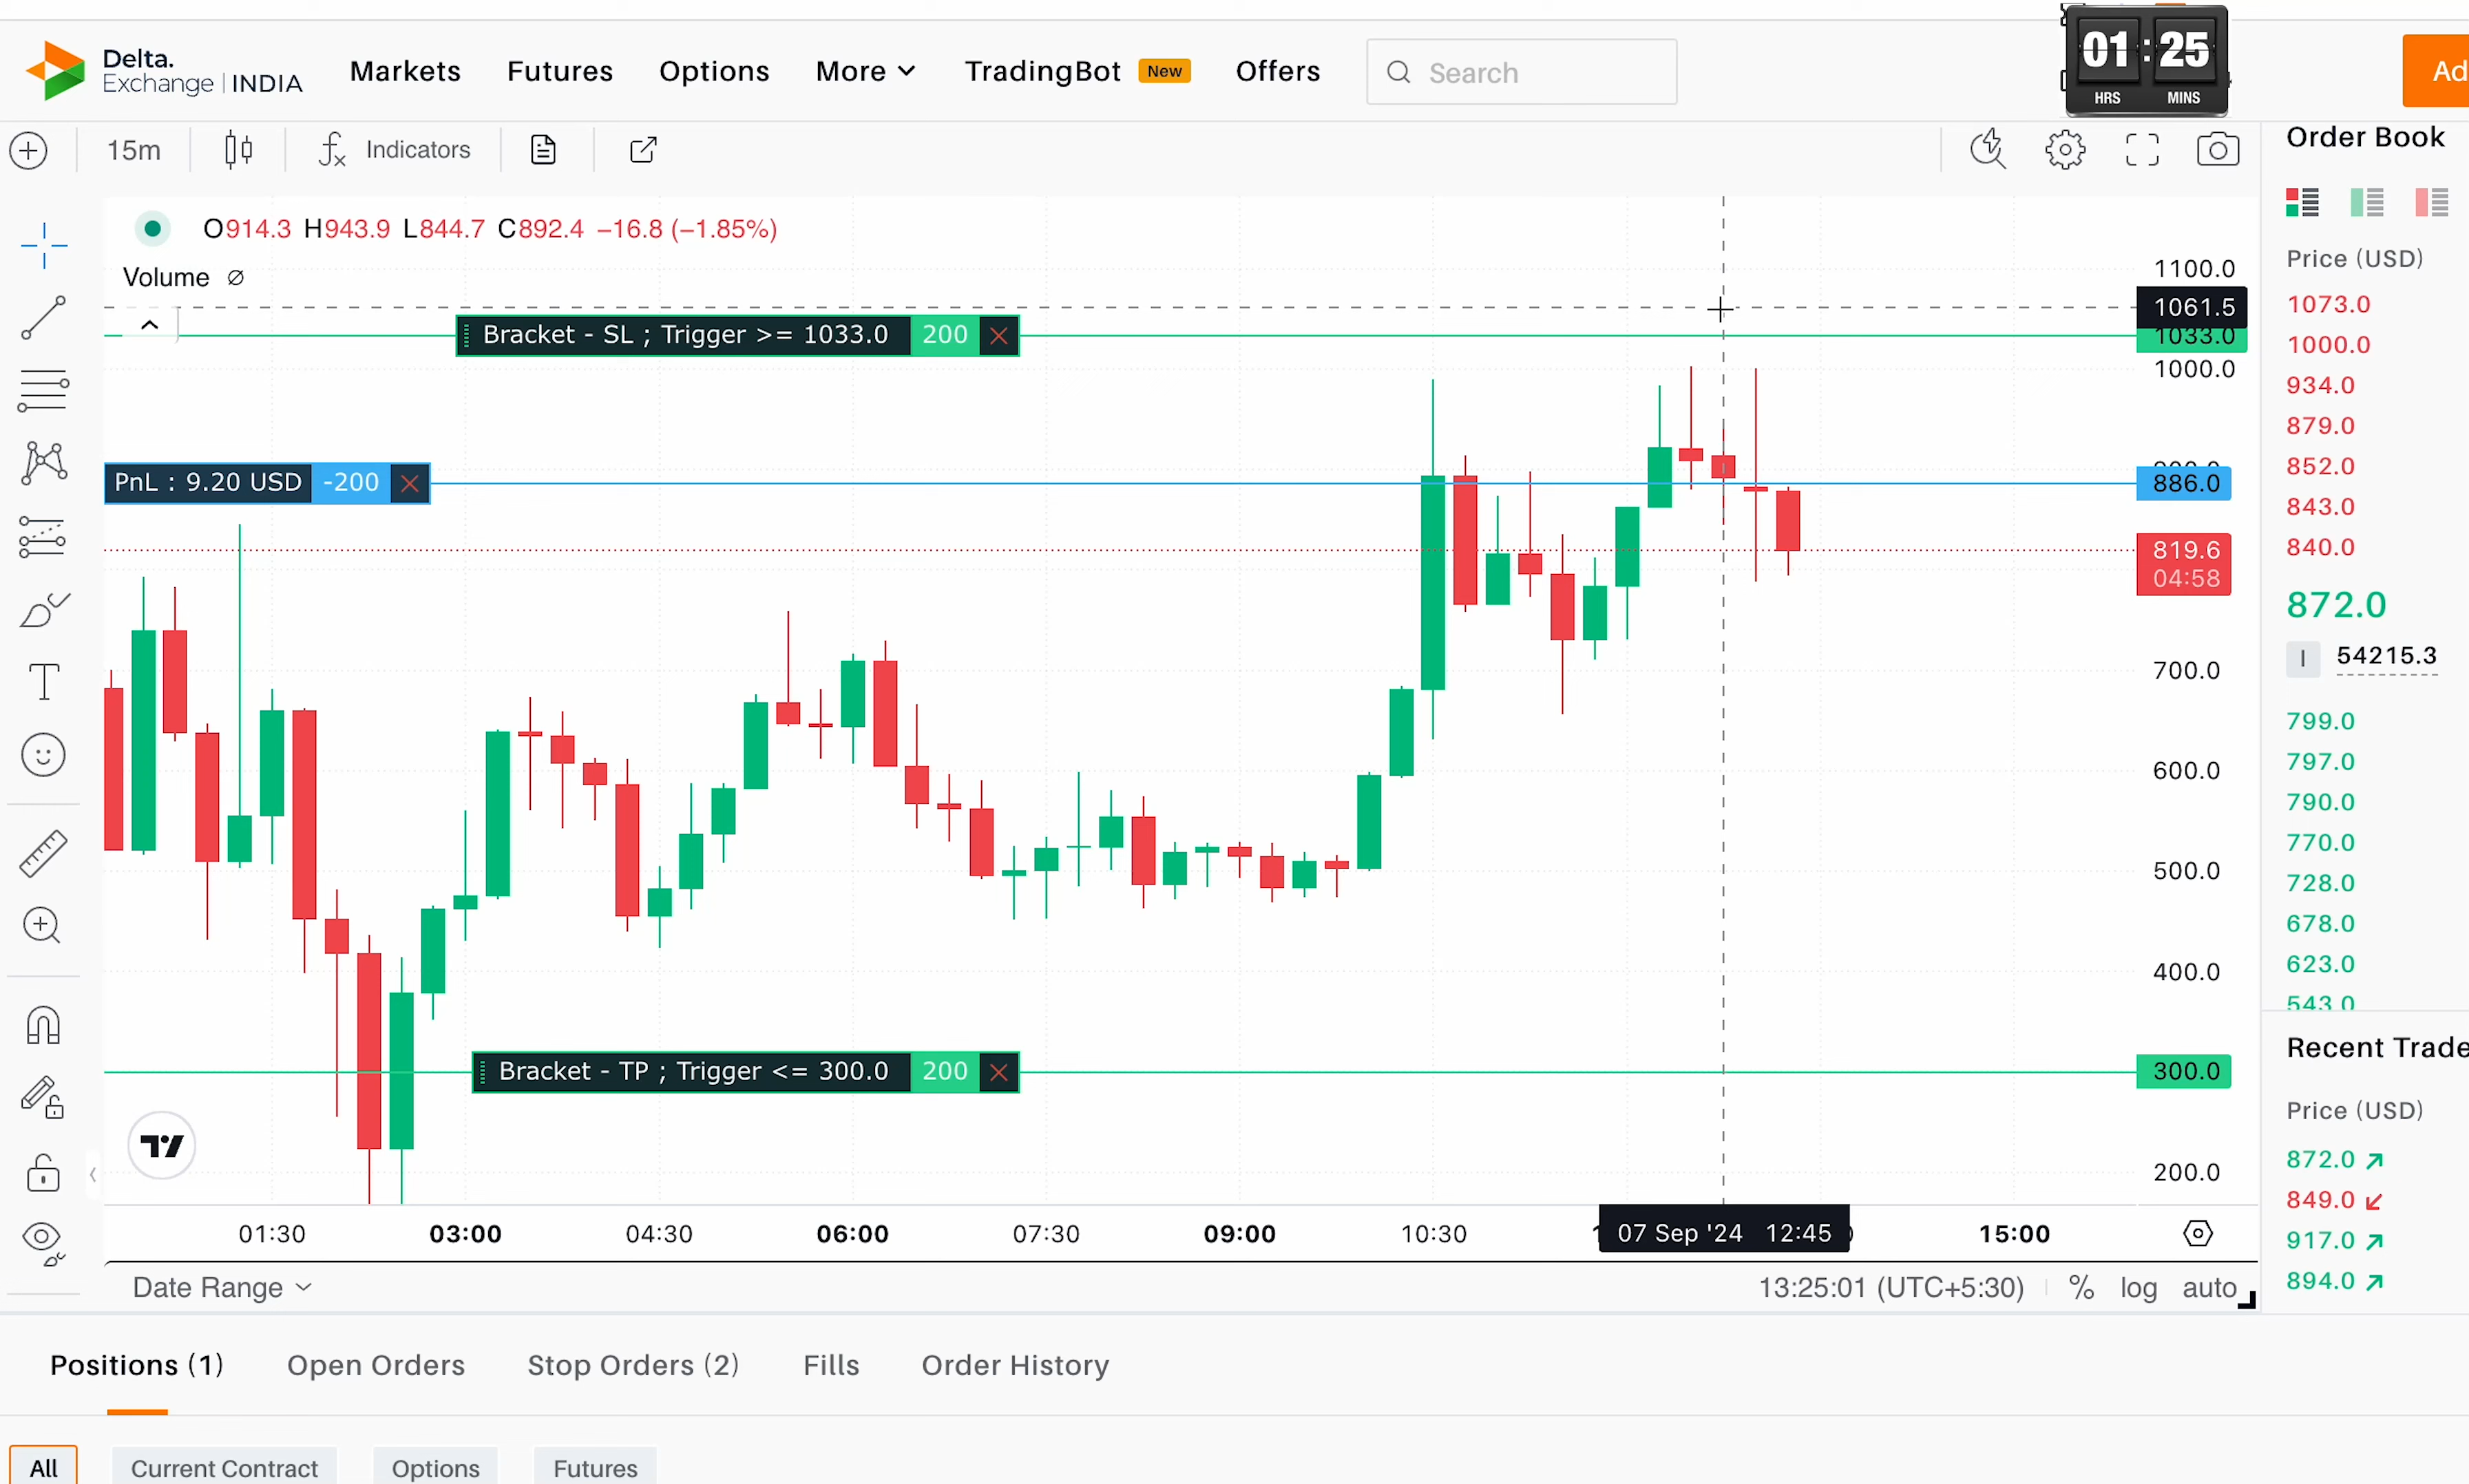 Delta.
Exchange | INDIA
Markets
Futures
Options
More
TradingBot
New
Offers
Search
01 : 25
HRS MINS
15m
Indicators
O914.3 H943.9 L844.7 C892.4 −16.8 (−1.85%)
Volume ∅
Bracket - SL ; Trigger >= 1033.0 200
PnL : 9.20 USD -200
Bracket - TP ; Trigger <= 300.0 200
1100.0
1061.5
1033.0
1000.0
886.0
819.6
04:58
700.0
600.0
500.0
400.0
300.0
200.0
01:30 03:00 04:30 06:00 07:30 09:00 10:30 07 Sep '24 12:45 15:00
Date Range
13:25:01 (UTC+5:30) % log auto
Order Book
Price (USD)
1073.0
1000.0
934.0
879.0
852.0
843.0
840.0
872.0
I 54215.3
799.0
797.0
790.0
770.0
728.0
678.0
623.0
543.0
Recent Trade
Price (USD)
872.0
849.0
917.0
894.0
Positions (1)
Open Orders
Stop Orders (2)
Fills
Order History
All
Current Contract
Options
Futures